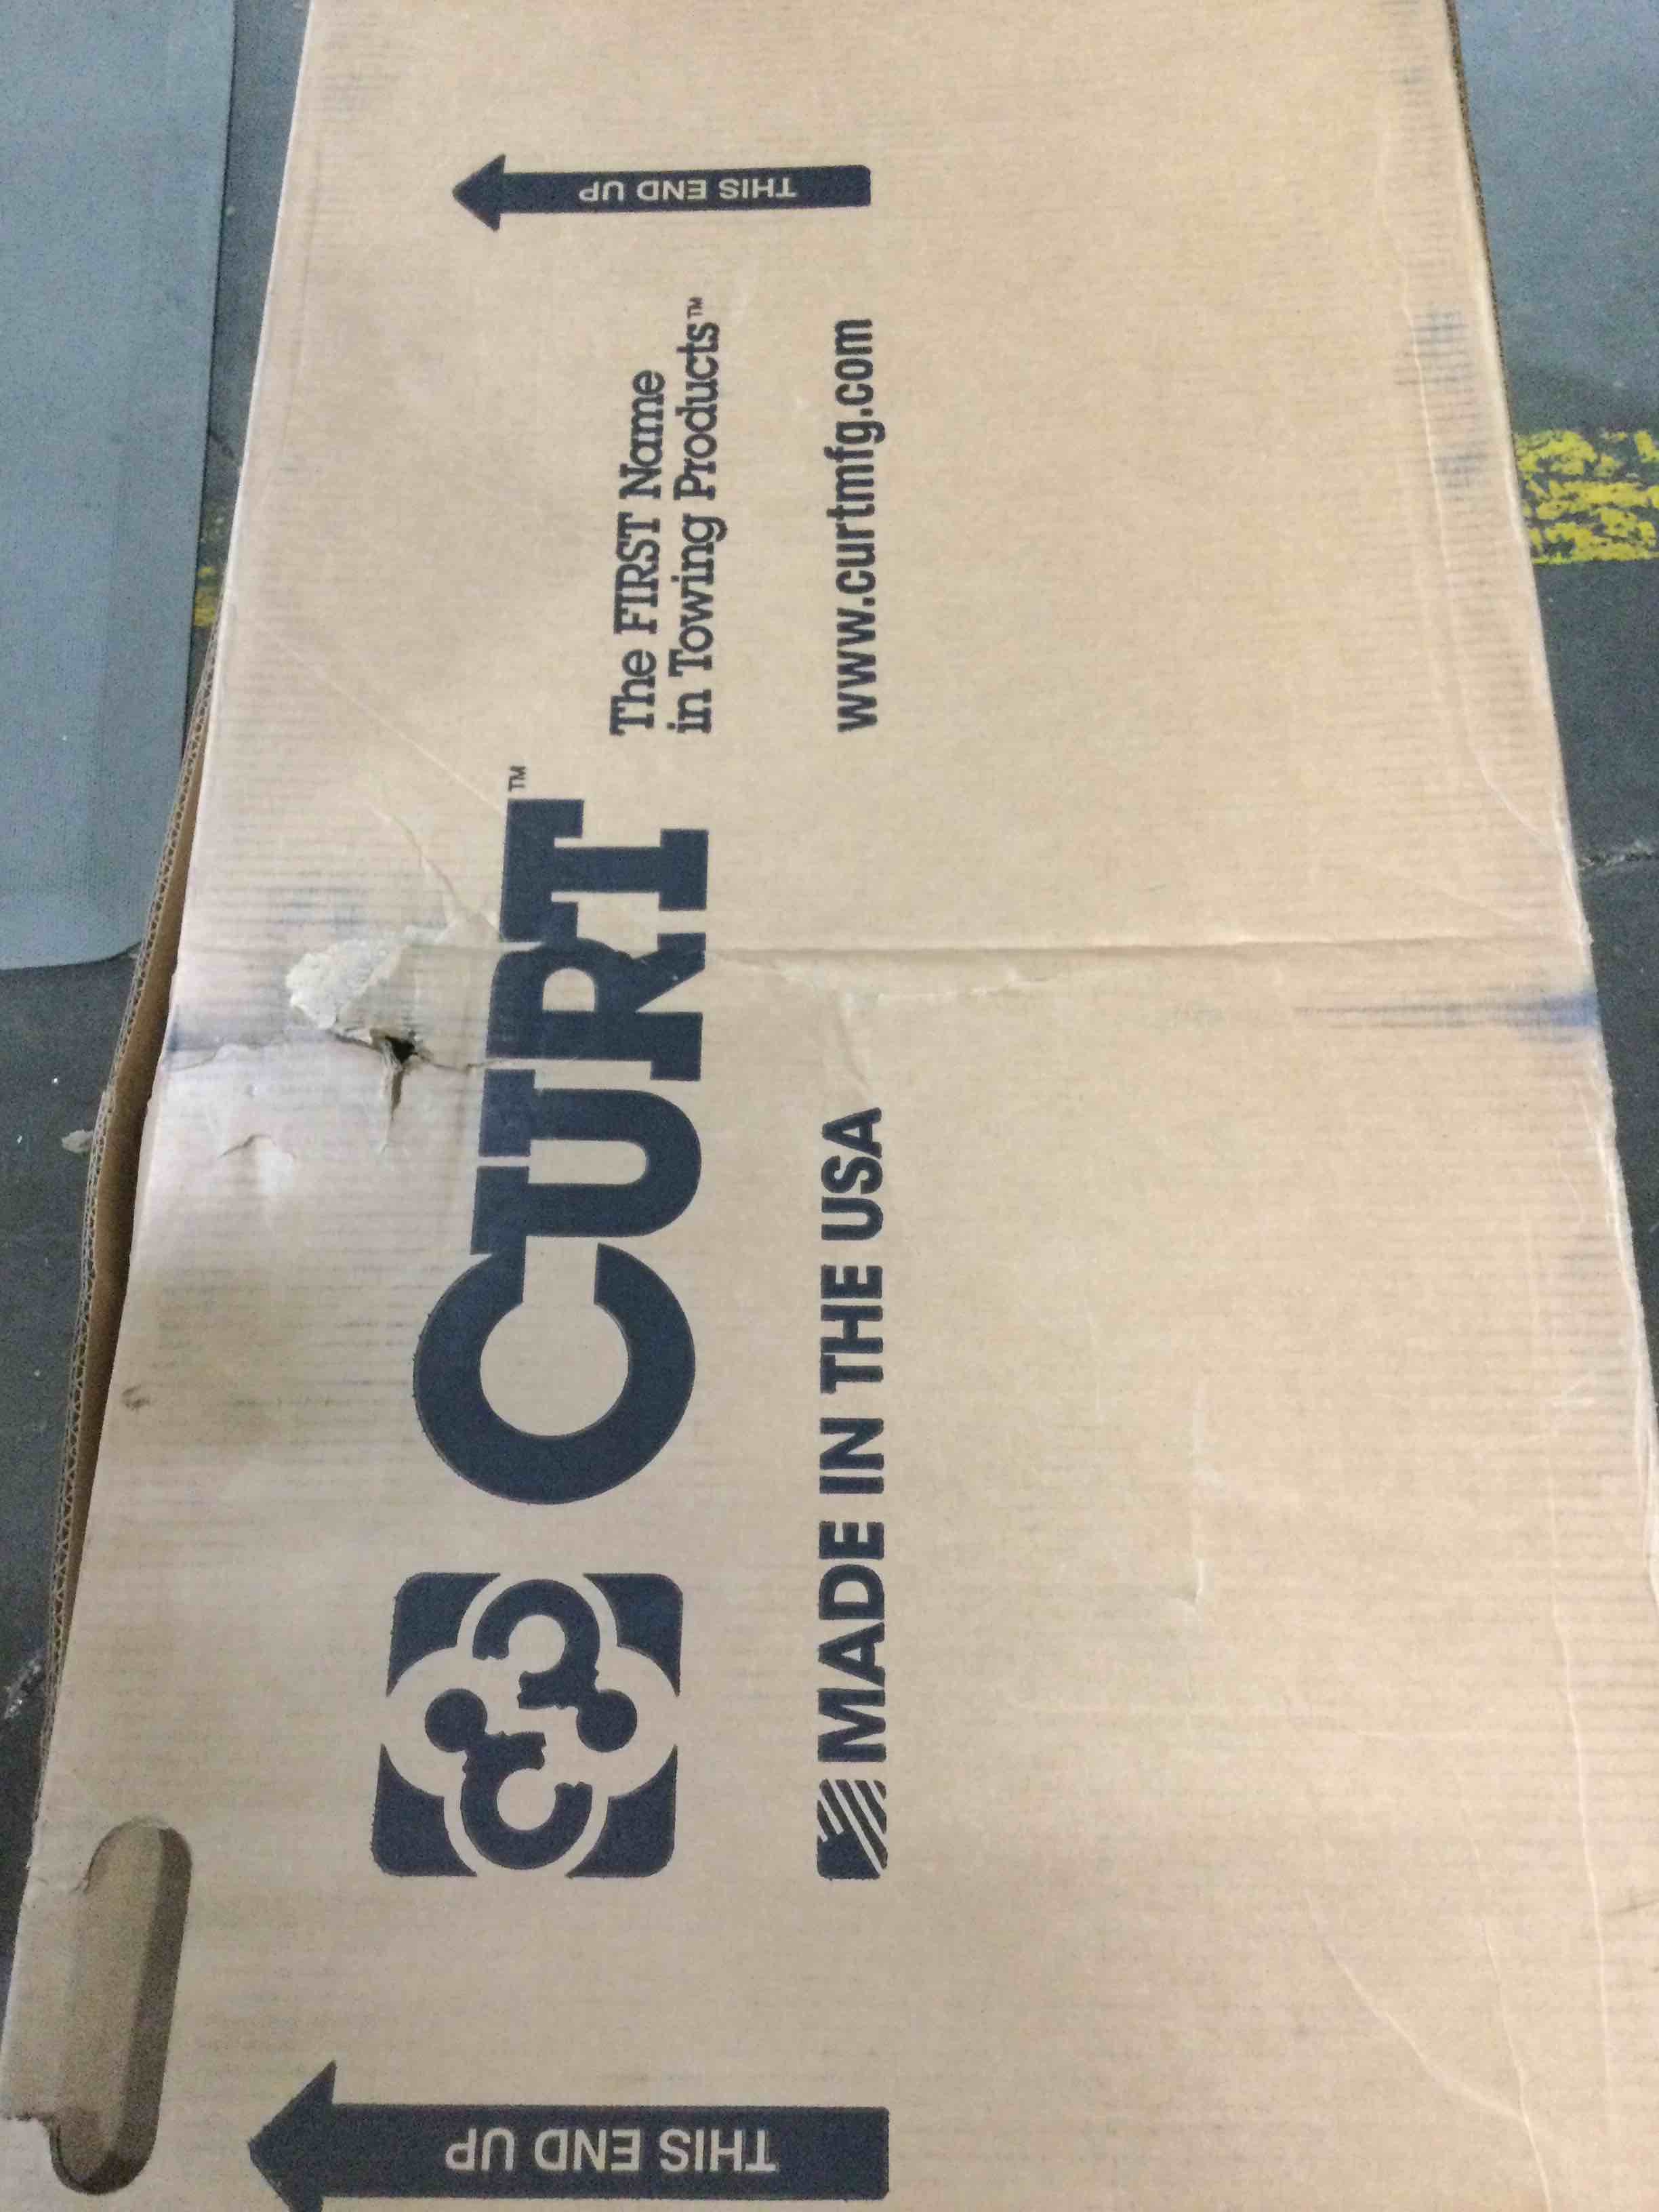 CURT™
The FIRST Name
in Towing Products™
MADE IN THE USA
www.curtmfg.com
THIS END UP
THIS END UP